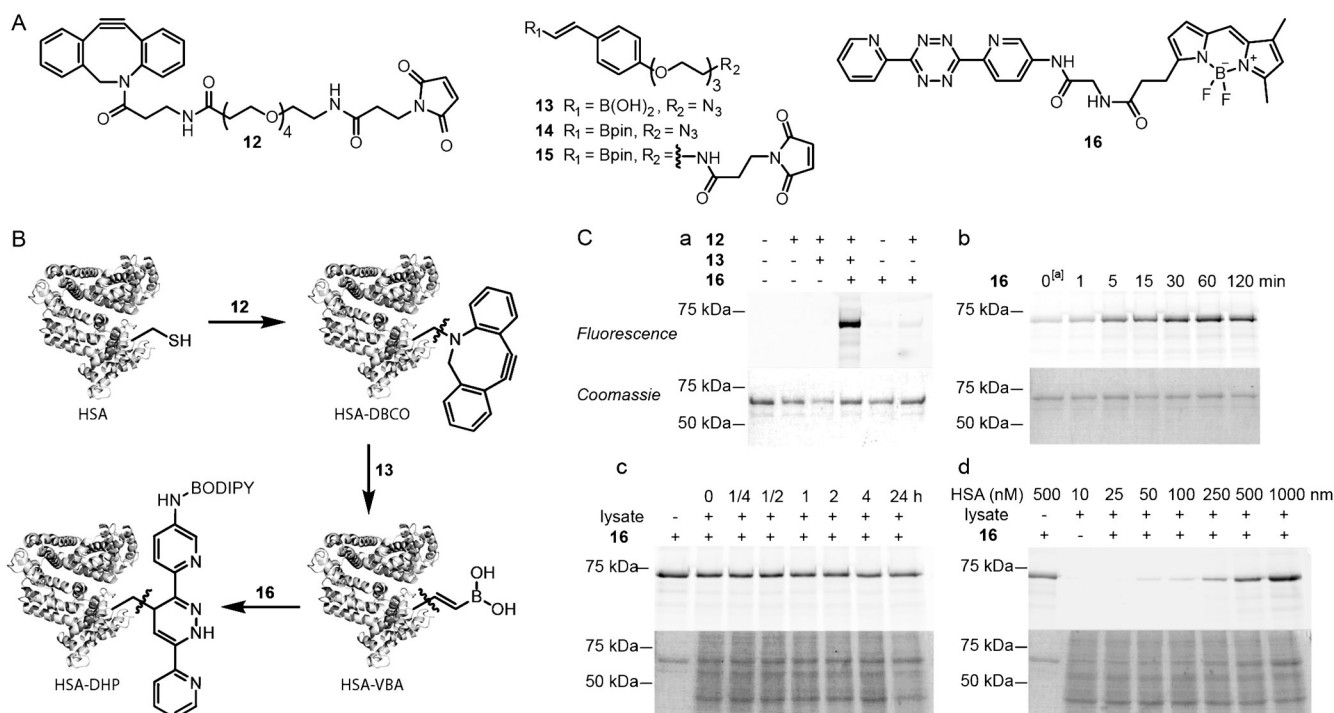 A
R₁
R₂
O
3
13 R₁ = B(OH)₂, R₂ = N₃
14 R₁ = Bpin, R₂ = N₃
15 R₁ = Bpin, R₂ =
NH
N
O
O
O
N
O
N
H
O
N
H
O
4
12
H
N
O
N
O
O
N
N
N
N
N
N
NH
O
N
H
O
N
B⁻
N⁺
F
F
16
B
SH
HSA
12
N
HSA-DBCO
13
BODIPY
HN
N
N
N
NH
N
HSA-DHP
16
OH
B
OH
HSA-VBA
C
a
12 - + + + - +
13 - - + + - -
16 - - - + + +
75 kDa
Fluorescence
Coomassie
75 kDa
50 kDa
b
16 0[a] 1 5 15 30 60 120 min
75 kDa
75 kDa
50 kDa
c
0 1/4 1/2 1 2 4 24 h
lysate - + + + + + + +
16 + + + + + + + +
75 kDa
75 kDa
50 kDa
d
HSA (nM) 500 10 25 50 100 250 500 1000 nm
lysate - + + + + + + +
16 + - + + + + + +
75 kDa
75 kDa
50 kDa